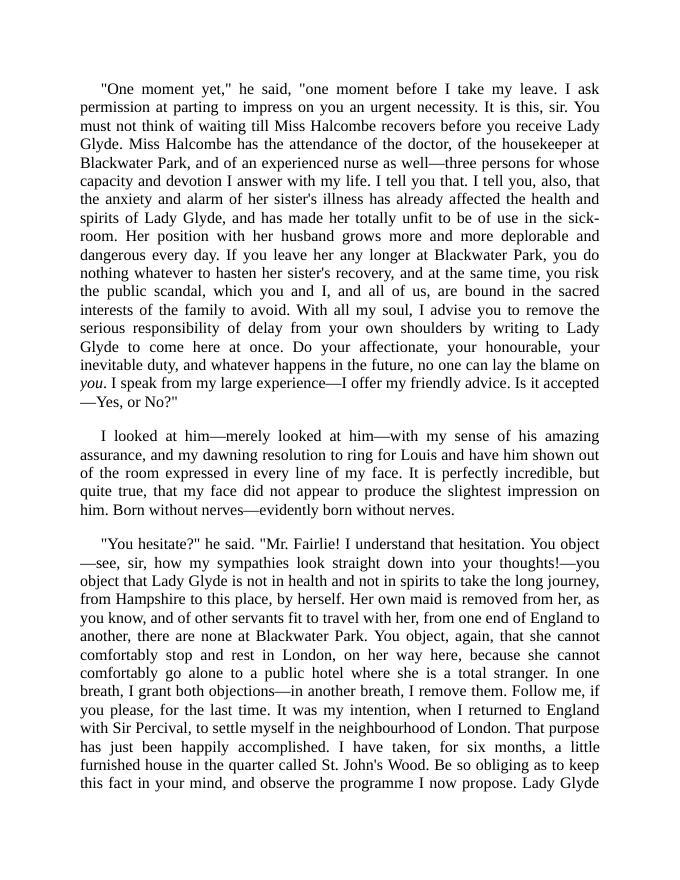 "One moment yet," he said, "one moment before I take my leave. I ask
permission at parting to impress on you an urgent necessity. It is this, sir. You
must not think of waiting till Miss Halcombe recovers before you receive Lady
Glyde. Miss Halcombe has the attendance of the doctor, of the housekeeper at
Blackwater Park, and of an experienced nurse as well—three persons for whose
capacity and devotion I answer with my life. I tell you that. I tell you, also, that
the anxiety and alarm of her sister's illness has already affected the health and
spirits of Lady Glyde, and has made her totally unfit to be of use in the sick-
room. Her position with her husband grows more and more deplorable and
dangerous every day. If you leave her any longer at Blackwater Park, you do
nothing whatever to hasten her sister's recovery, and at the same time, you risk
the public scandal, which you and I, and all of us, are bound in the sacred
interests of the family to avoid. With all my soul, I advise you to remove the
serious responsibility of delay from your own shoulders by writing to Lady
Glyde to come here at once. Do your affectionate, your honourable, your
inevitable duty, and whatever happens in the future, no one can lay the blame on
you. I speak from my large experience—I offer my friendly advice. Is it accepted
—Yes, or No?"
I looked at him—merely looked at him—with my sense of his amazing
assurance, and my dawning resolution to ring for Louis and have him shown out
of the room expressed in every line of my face. It is perfectly incredible, but
quite true, that my face did not appear to produce the slightest impression on
him. Born without nerves—evidently born without nerves.
"You hesitate?" he said. "Mr. Fairlie! I understand that hesitation. You object
—see, sir, how my sympathies look straight down into your thoughts!—you
object that Lady Glyde is not in health and not in spirits to take the long journey,
from Hampshire to this place, by herself. Her own maid is removed from her, as
you know, and of other servants fit to travel with her, from one end of England to
another, there are none at Blackwater Park. You object, again, that she cannot
comfortably stop and rest in London, on her way here, because she cannot
comfortably go alone to a public hotel where she is a total stranger. In one
breath, I grant both objections—in another breath, I remove them. Follow me, if
you please, for the last time. It was my intention, when I returned to England
with Sir Percival, to settle myself in the neighbourhood of London. That purpose
has just been happily accomplished. I have taken, for six months, a little
furnished house in the quarter called St. John's Wood. Be so obliging as to keep
this fact in your mind, and observe the programme I now propose. Lady Glyde